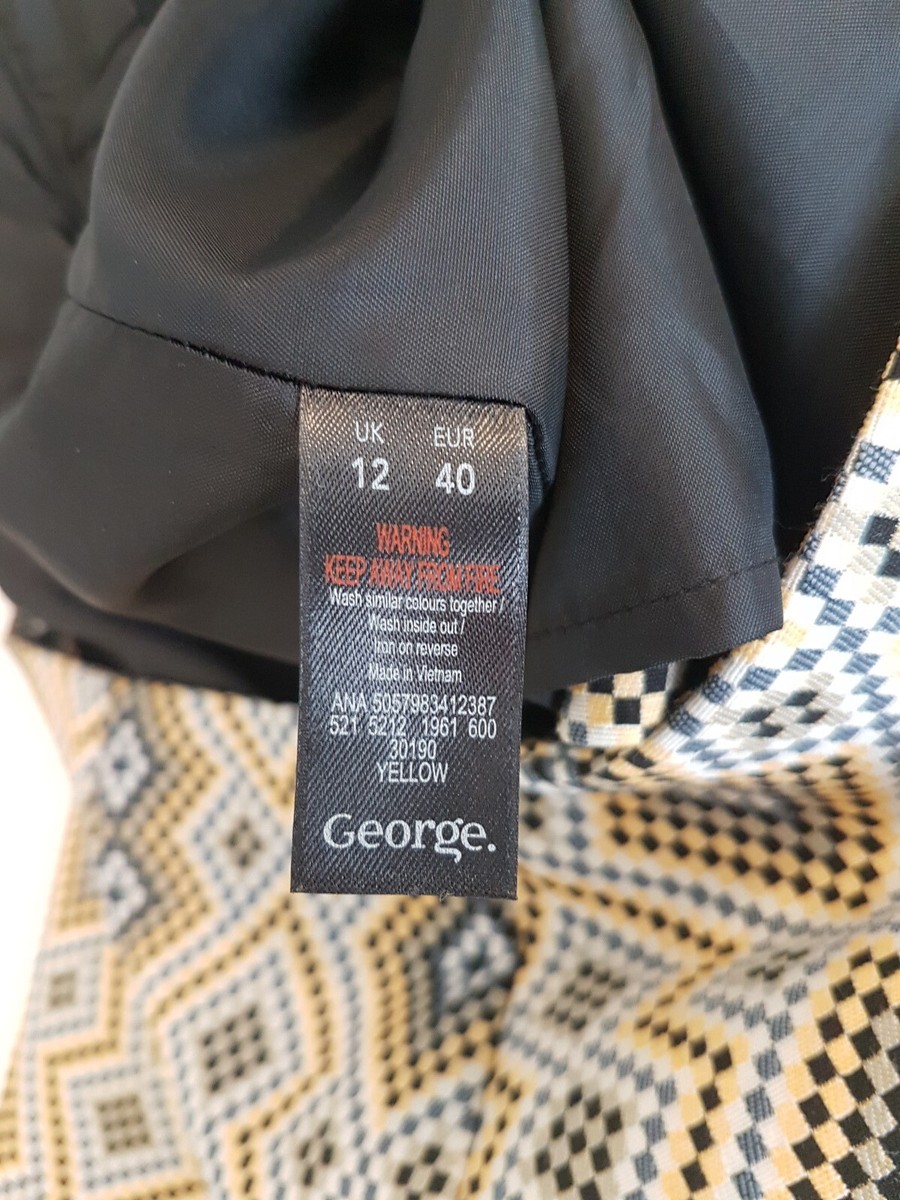 UK EUR
12 40
WARNING
KEEP AWAY FROM FIRE
Wash similar colours together /
Wash inside out /
Iron on reverse
Made in Vietnam
ANA 5057983412387
521 5212 1961 600
30190
YELLOW
George.